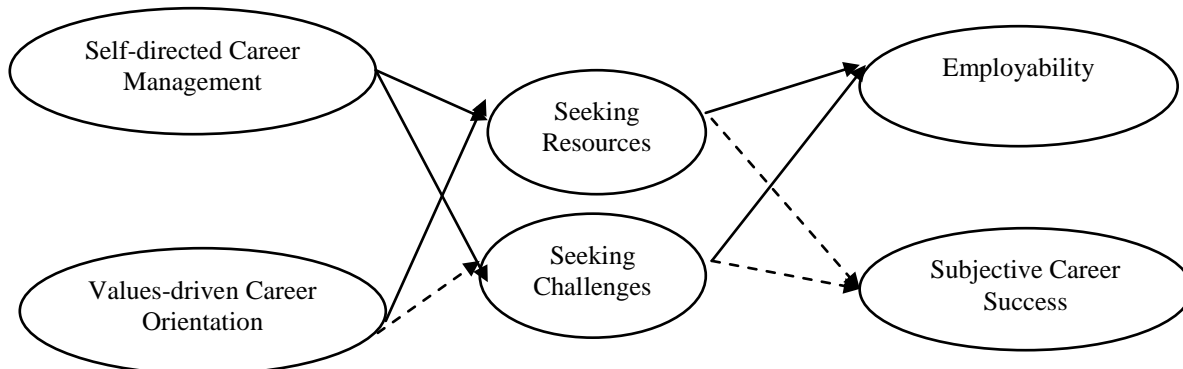 Self-directed Career
Management
Employability
Seeking
Resources
Seeking
Challenges
Values-driven Career
Orientation
Subjective Career
Success